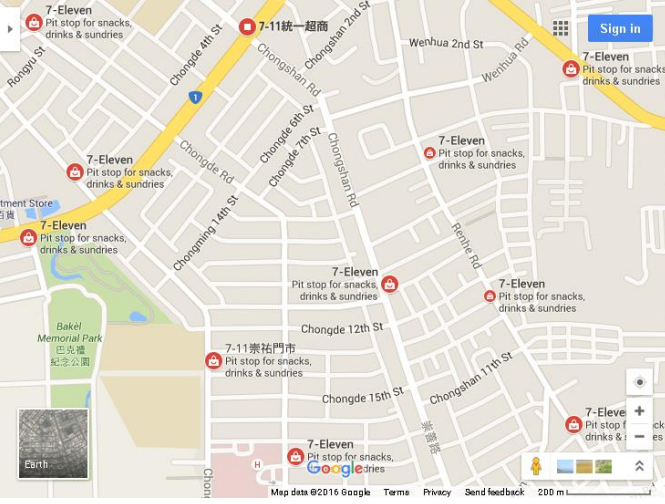 7-Eleven
Pit stop for snacks,
drinks & sundries
7-11統一超商
Chongde 4th St
Chongshan 2nd St
Wenhua 2nd St
Sign in
Rongyu St
Chongshan Rd
Wenhua Rd
7-Eleven
Pit stop for snacks,
drinks & sundries
1
Chongde 6th St
Chongde 7th St
Chongshan Rd
7-Eleven
Pit stop for snacks,
drinks & sundries
Chongde Rd
7-Eleven
Pit stop for snacks,
drinks & sundries
tment Store
百貨
7-Eleven
Pit stop for snacks,
drinks & sundries
Chongming 14th St
Renhe Rd
7-Eleven
Pit stop for snacks,
drinks & sundries
7-Eleven
Pit stop for snacks,
drinks & sundries
Bakel
Memorial Park
巴克禮
紀念公園
Chongde 12th St
7-11崇祐門市
Pit stop for snacks,
drinks & sundries
Chongde 15th St
Chongshan 11th St
崇善路
7-Eleven
Pit stop for snacks,
drinks & sundries
7-Eleven
Pit stop for snacks,
dries
H
Google
Earth
Chong
Map data ©2016 Google Terms Privacy Send feedback 200 m